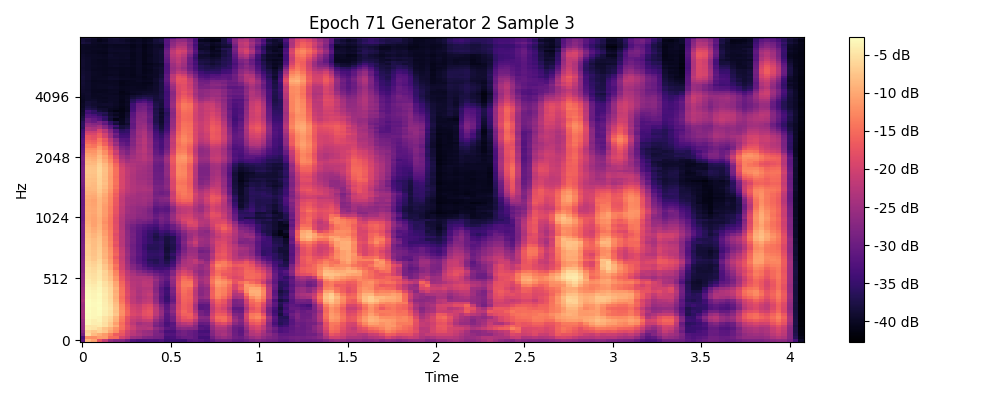 Epoch 71 Generator 2 Sample 3
Hz
4096
2048
1024
512
0
0
0.5
1
1.5
2
2.5
3
3.5
4
Time
-5 dB
-10 dB
-15 dB
-20 dB
-25 dB
-30 dB
-35 dB
-40 dB